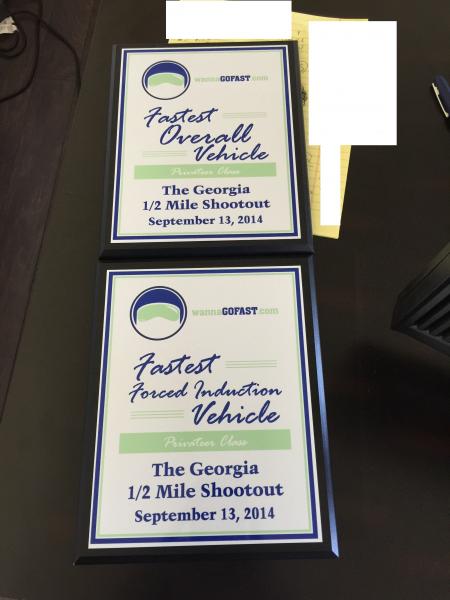 wannaGOFAST.com
Fastest
Overall
Vehicle
Privateer Class
The Georgia
1/2 Mile Shootout
September 13, 2014
wannaGOFAST.com
Fastest
Forced Induction
Vehicle
Privateer Class
The Georgia
1/2 Mile Shootout
September 13, 2014